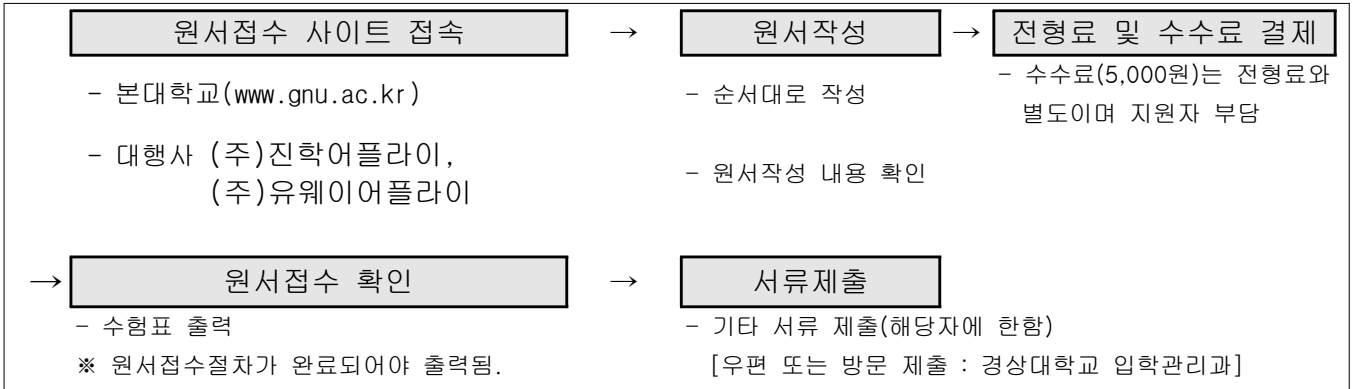 원서접수 사이트 접속 → 원서작성 → 전형료 및 수수료 결제
- 본대학교(www.gnu.ac.kr)
- 대행사 (주)진학어플라이,
(주)유웨이어플라이
- 순서대로 작성
- 원서작성 내용 확인
- 수수료(5,000원)는 전형료와
별도이며 지원자 부담
→ 원서접수 확인 → 서류제출
- 수험표 출력
※ 원서접수절차가 완료되어야 출력됨.
- 기타 서류 제출(해당자에 한함)
[우편 또는 방문 제출 : 경상대학교 입학관리과]